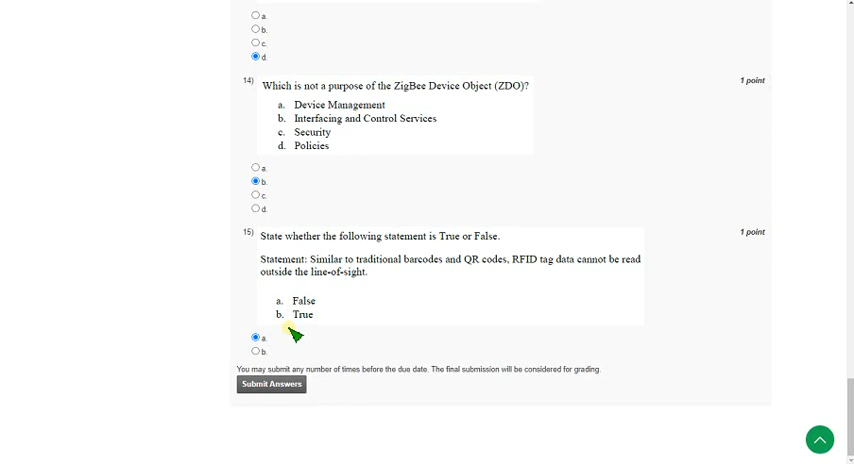 a.
b.
c.
d.
14)
1 point
Which is not a purpose of the ZigBee Device Object (ZDO)?
a. Device Management
b. Interfacing and Control Services
c. Security
d. Policies
a.
b.
c.
d.
15)
1 point
State whether the following statement is True or False.
Statement: Similar to traditional barcodes and QR codes, RFID tag data cannot be read
outside the line-of-sight.
a. False
b. True
a.
b.
You may submit any number of times before the due date. The final submission will be considered for grading.
Submit Answers